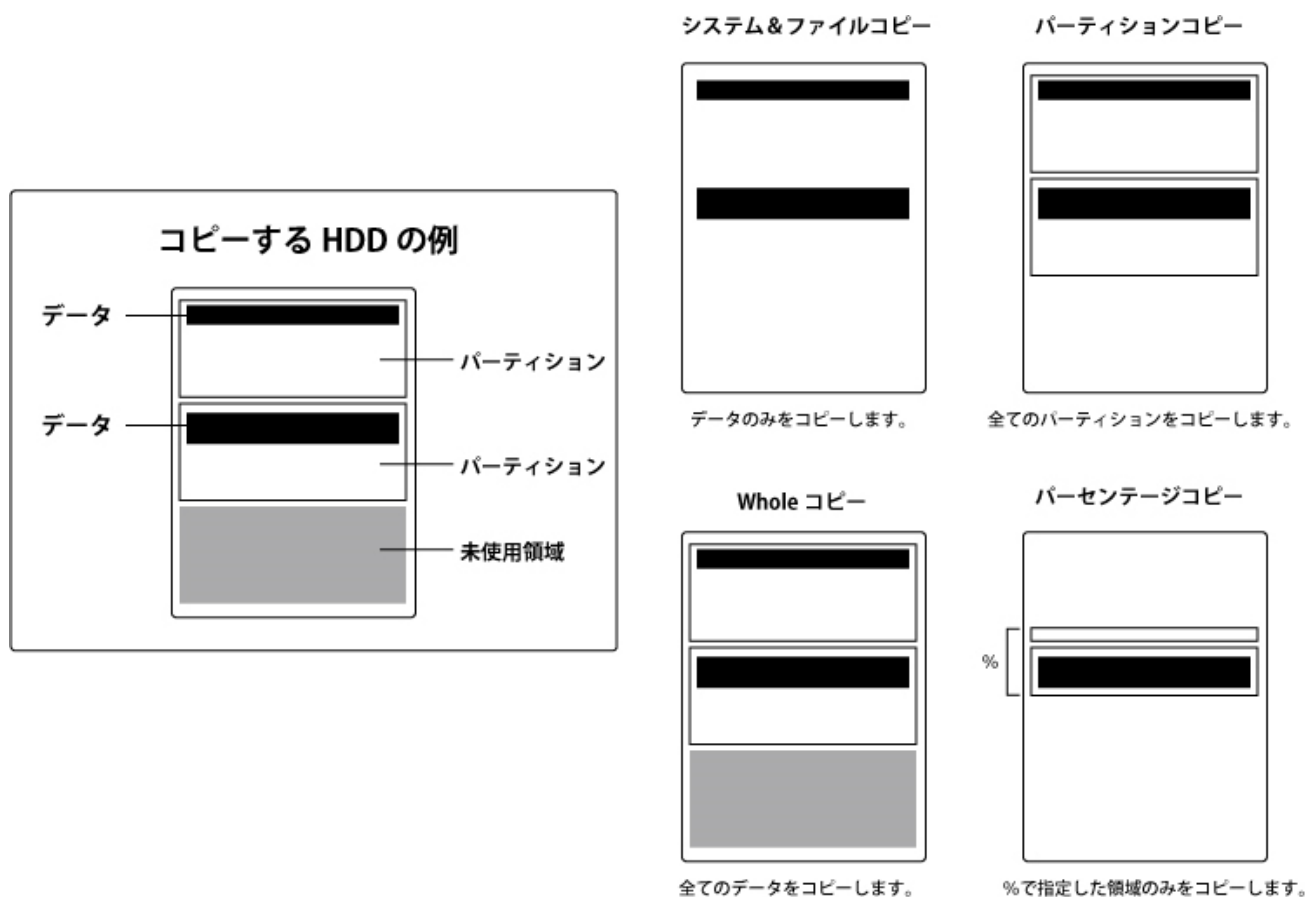 コピーする HDD の例
データ
パーティション
データ
パーティション
未使用領域
システム＆ファイルコピー
データのみをコピーします。
パーティションコピー
全てのパーティションをコピーします。
Whole コピー
全てのデータをコピーします。
パーセンテージコピー
%
%で指定した領域のみをコピーします。